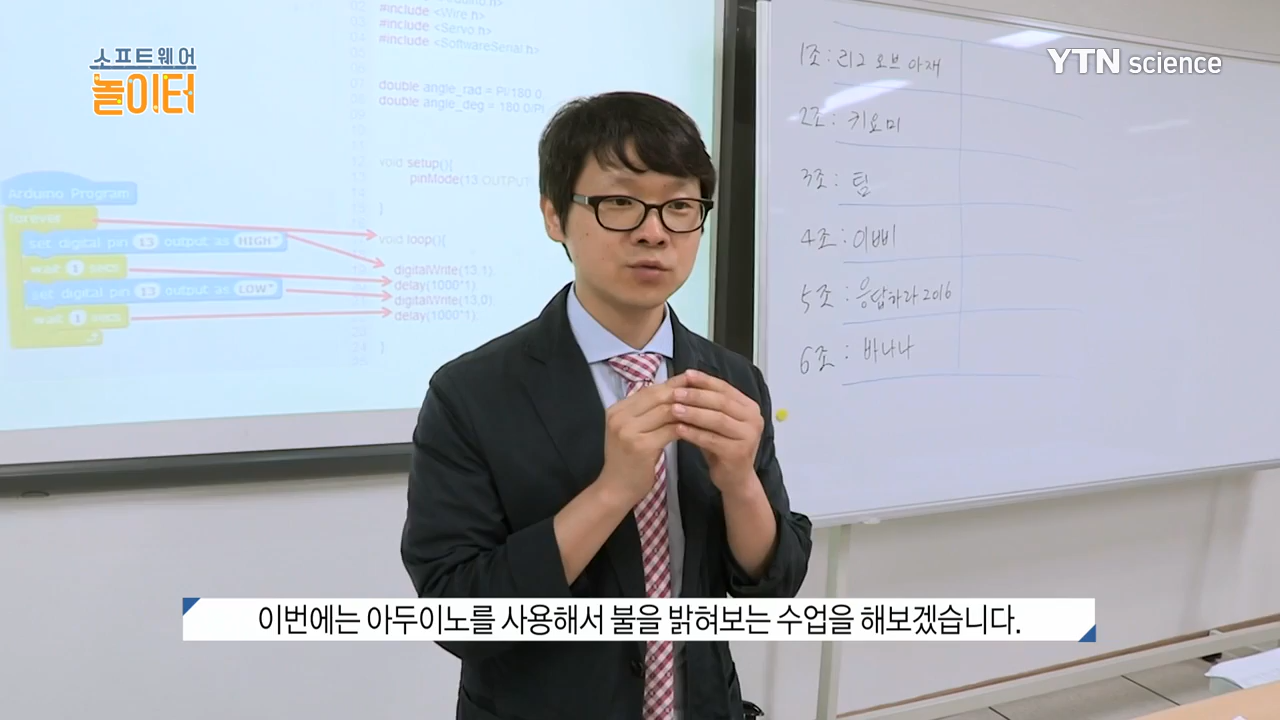 소프트웨어
놀이터
YTN science
#include <Wire.h>
#include <Servo.h>
#include <SoftwareSerial.h>
double angle_rad = PI/180.0
double angle_deg = 180.0/PI
void setup(){
pinMode(13,OUTPUT
}
void loop(){
digitalWrite(13,1);
delay(1000*1);
digitalWrite(13,0);
delay(1000*1);
}
Arduino Program
forever
set digital pin 13 output as HIGH
wait 1 secs
set digital pin 13 output as LOW
wait 1 secs
1조: 리그 오브 아재
2조: 키요미
3조: 팀
4조: 이삐
5조: 응답하라 2016
6조: 바나나
이번에는 아두이노를 사용해서 불을 밝혀보는 수업을 해보겠습니다.